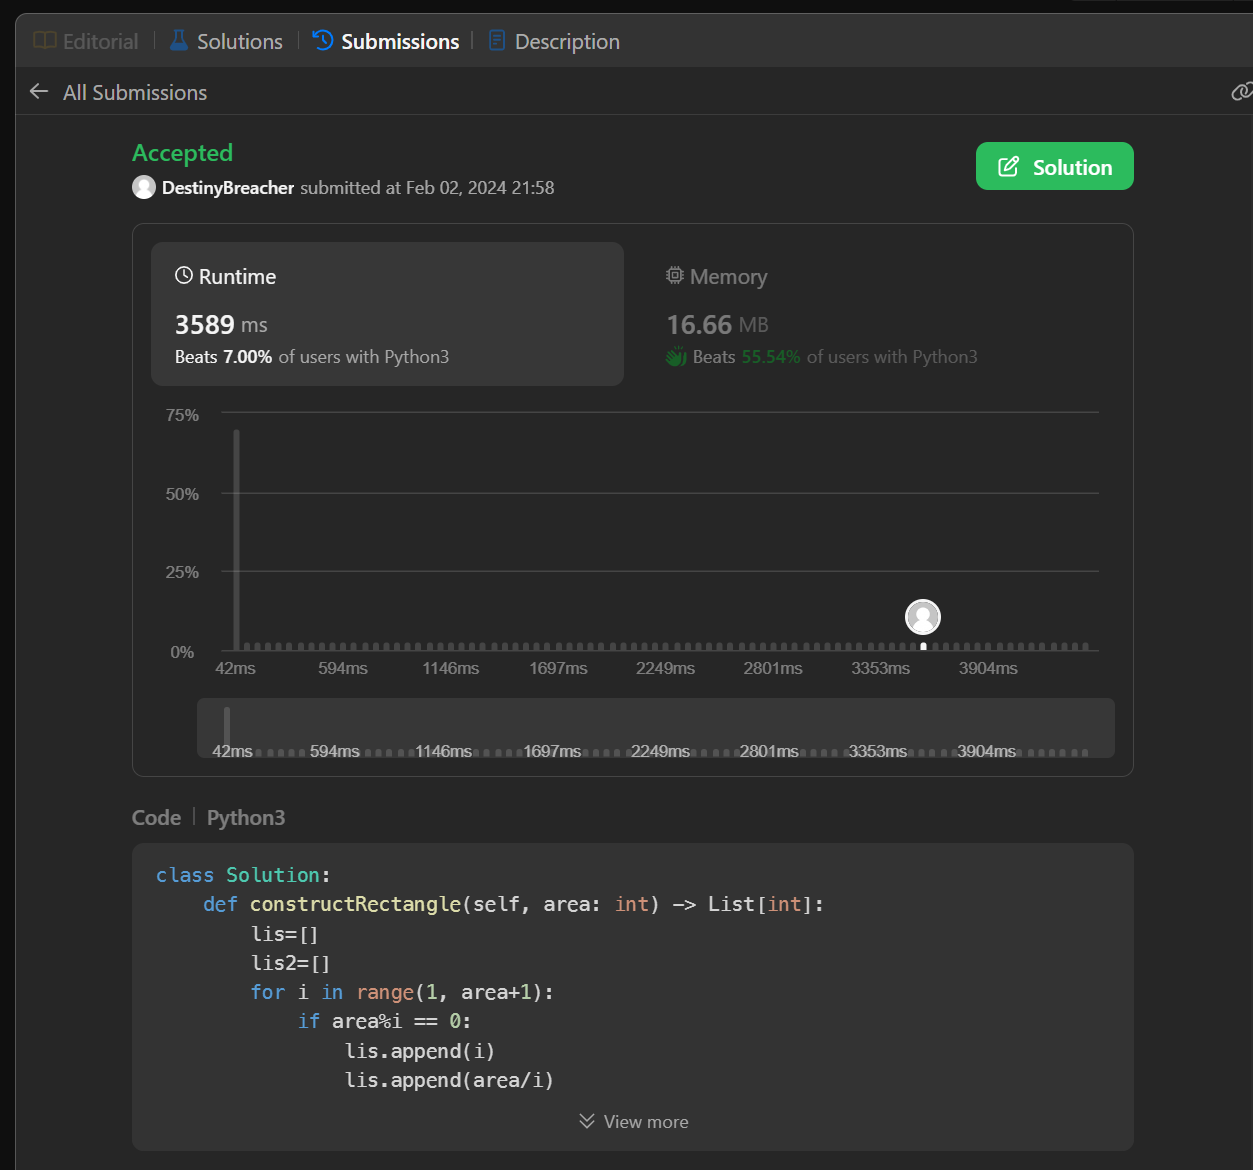 Editorial | Solutions | Submissions | Description
All Submissions
Accepted
DestinyBreacher submitted at Feb 02, 2024 21:58
Solution
Runtime
3589 ms
Beats 7.00% of users with Python3
Memory
16.66 MB
Beats 55.54% of users with Python3
75%
50%
25%
0%
42ms 594ms 1146ms 1697ms 2249ms 2801ms 3353ms 3904ms
42ms 594ms 1146ms 1697ms 2249ms 2801ms 3353ms 3904ms
Code | Python3
class Solution:
    def constructRectangle(self, area: int) -> List[int]:
        lis=[]
        lis2=[]
        for i in range(1, area+1):
            if area%i == 0:
                lis.append(i)
                lis.append(area/i)
View more